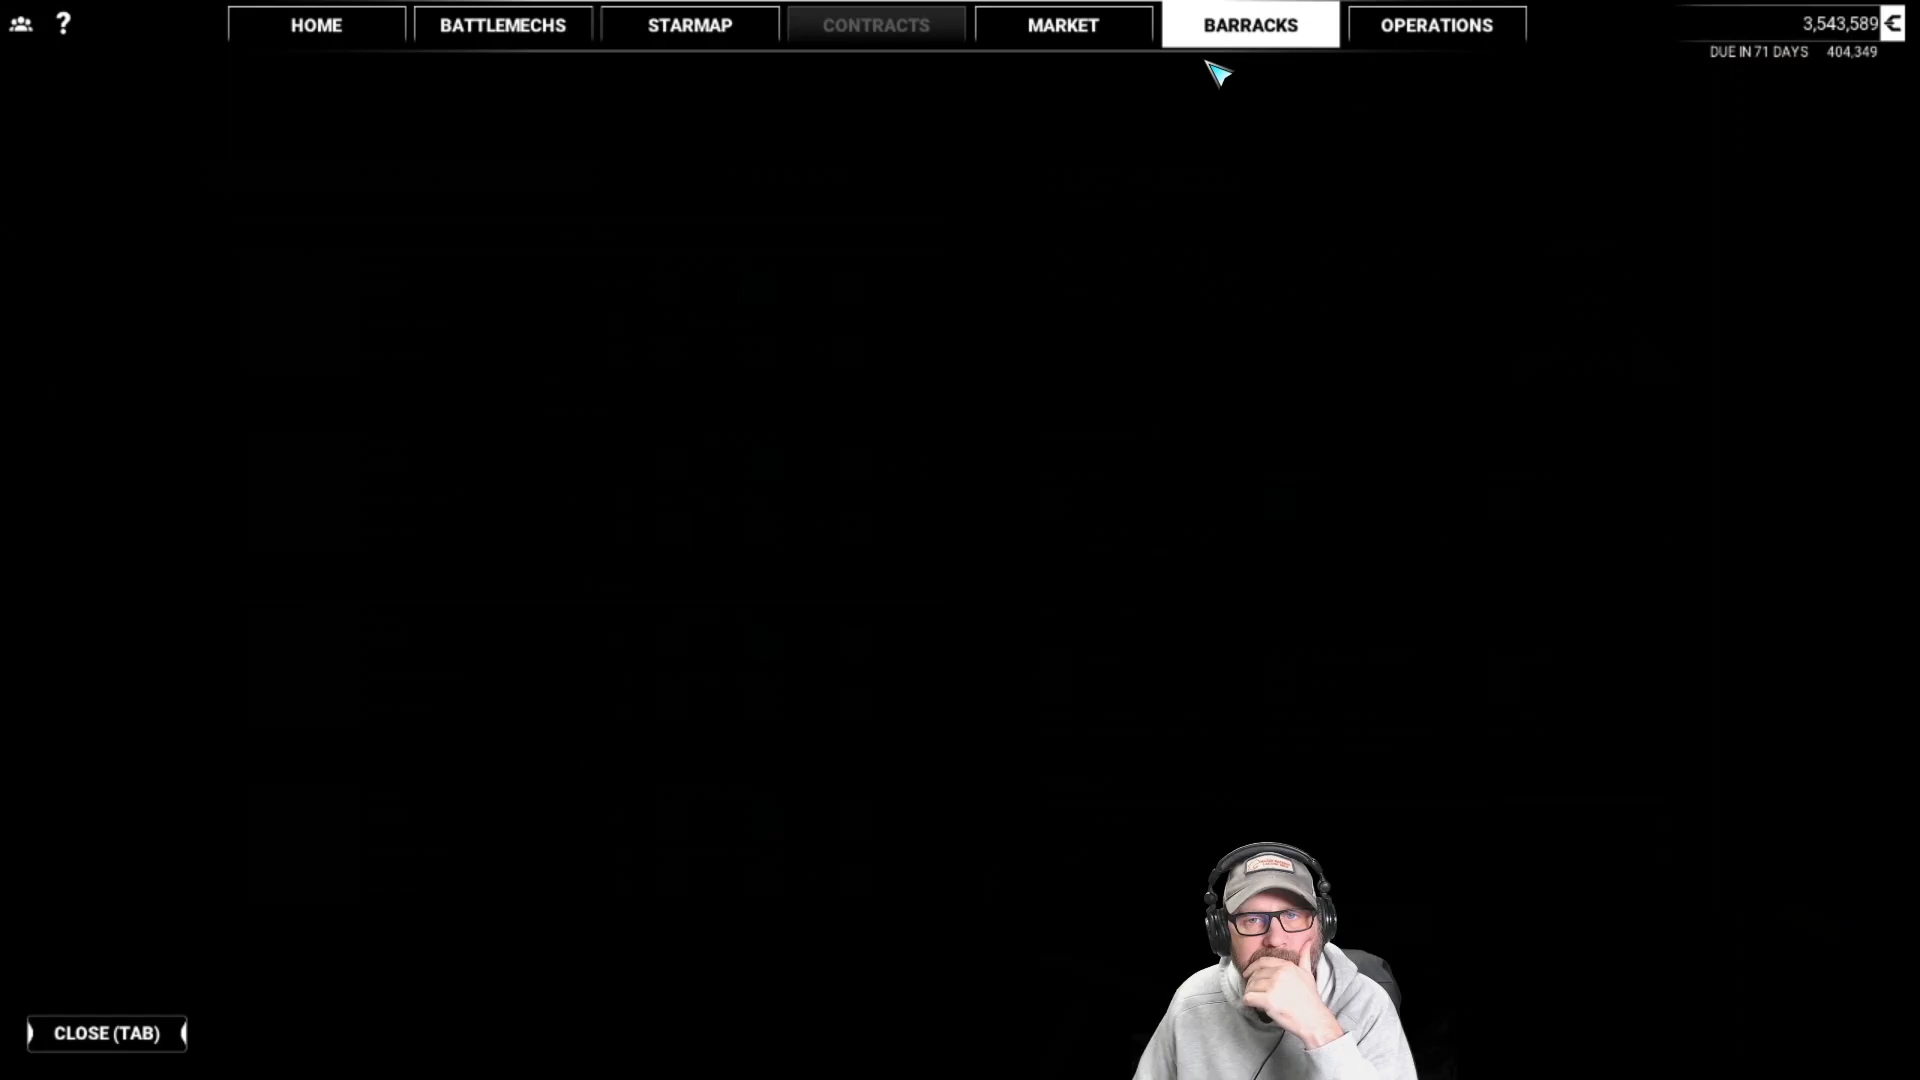 ?
HOME
BATTLEMECHS
STARMAP
CONTRACTS
MARKET
BARRACKS
OPERATIONS
3,543,589 €
DUE IN 71 DAYS 404,349
CLOSE (TAB)